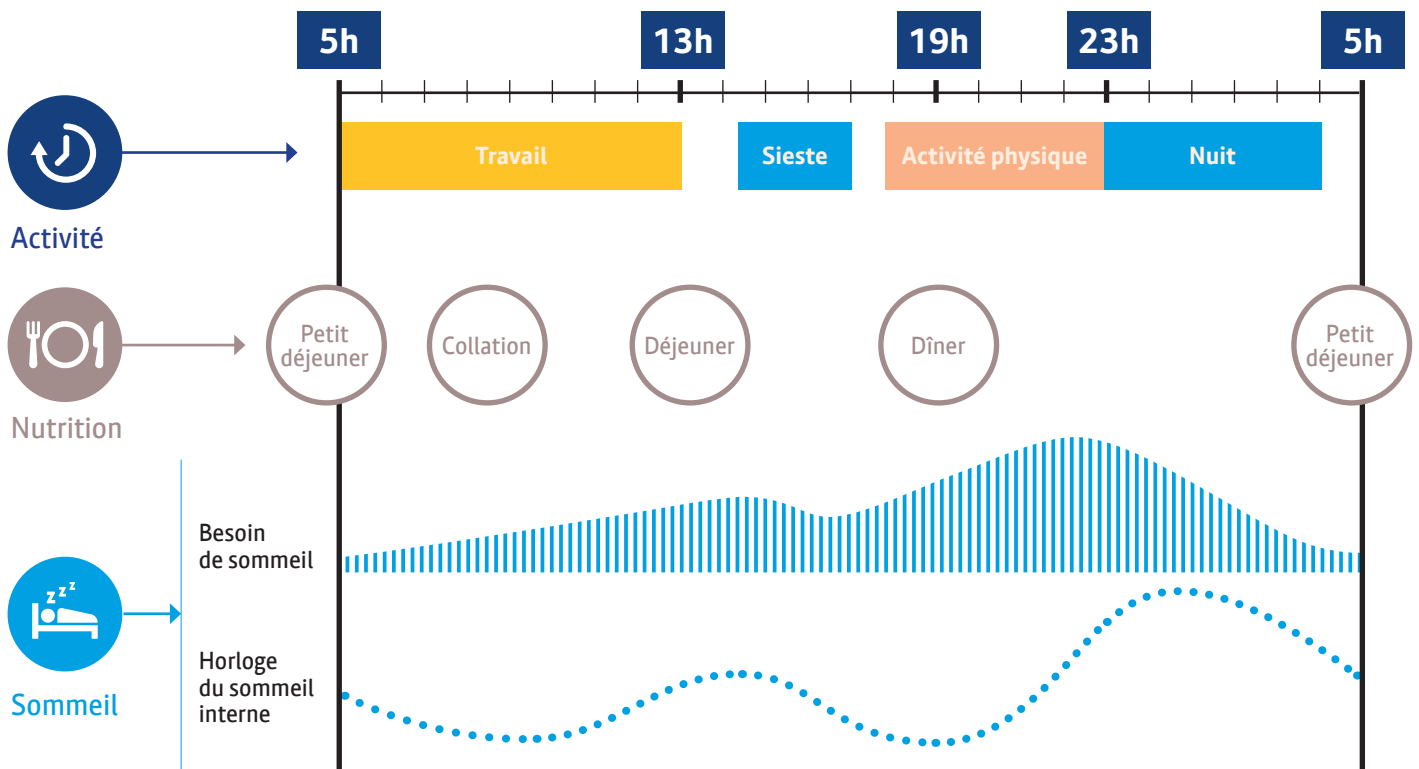 5h
13h
19h
23h
5h
Travail
Sieste
Activité physique
Nuit
Activité
Petit
déjeuner
Collation
Déjeuner
Dîner
Petit
déjeuner
Nutrition
Besoin
de sommeil
z z z
Horloge
du sommeil
interne
Sommeil